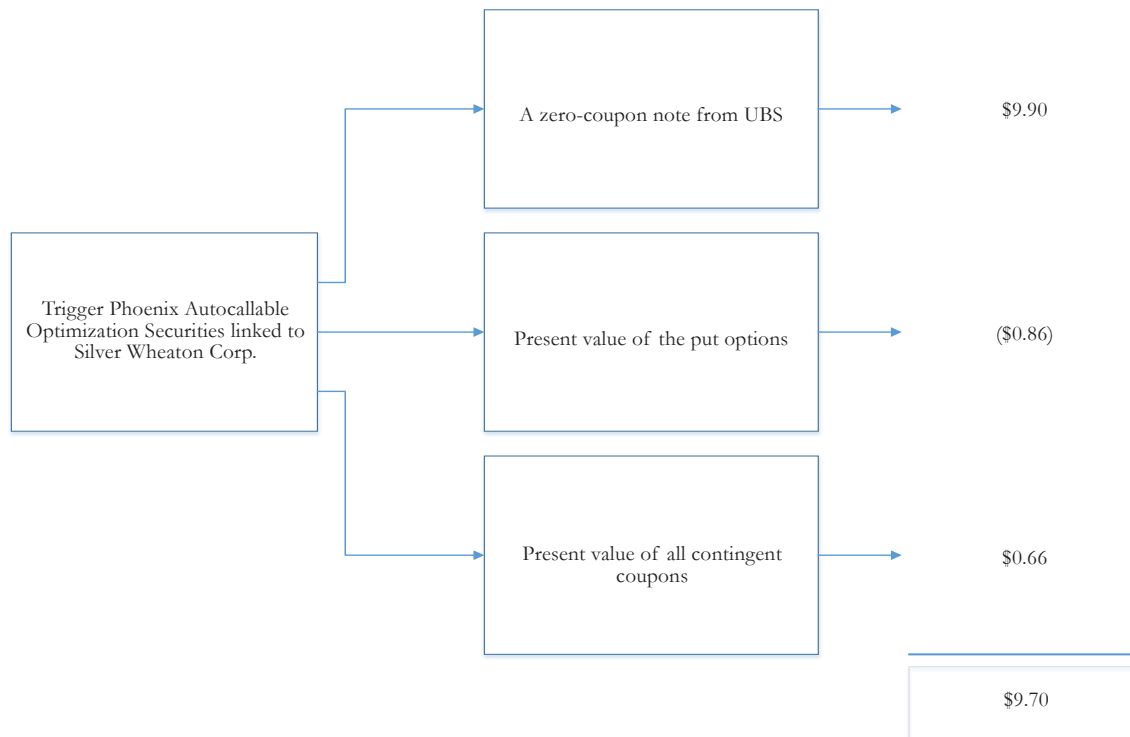 A zero-coupon note from UBS
$9.90
Trigger Phoenix Autocallable
Optimization Securities linked to
Silver Wheaton Corp.
Present value of the put options
($0.86)
Present value of all contingent
coupons
$0.66
$9.70